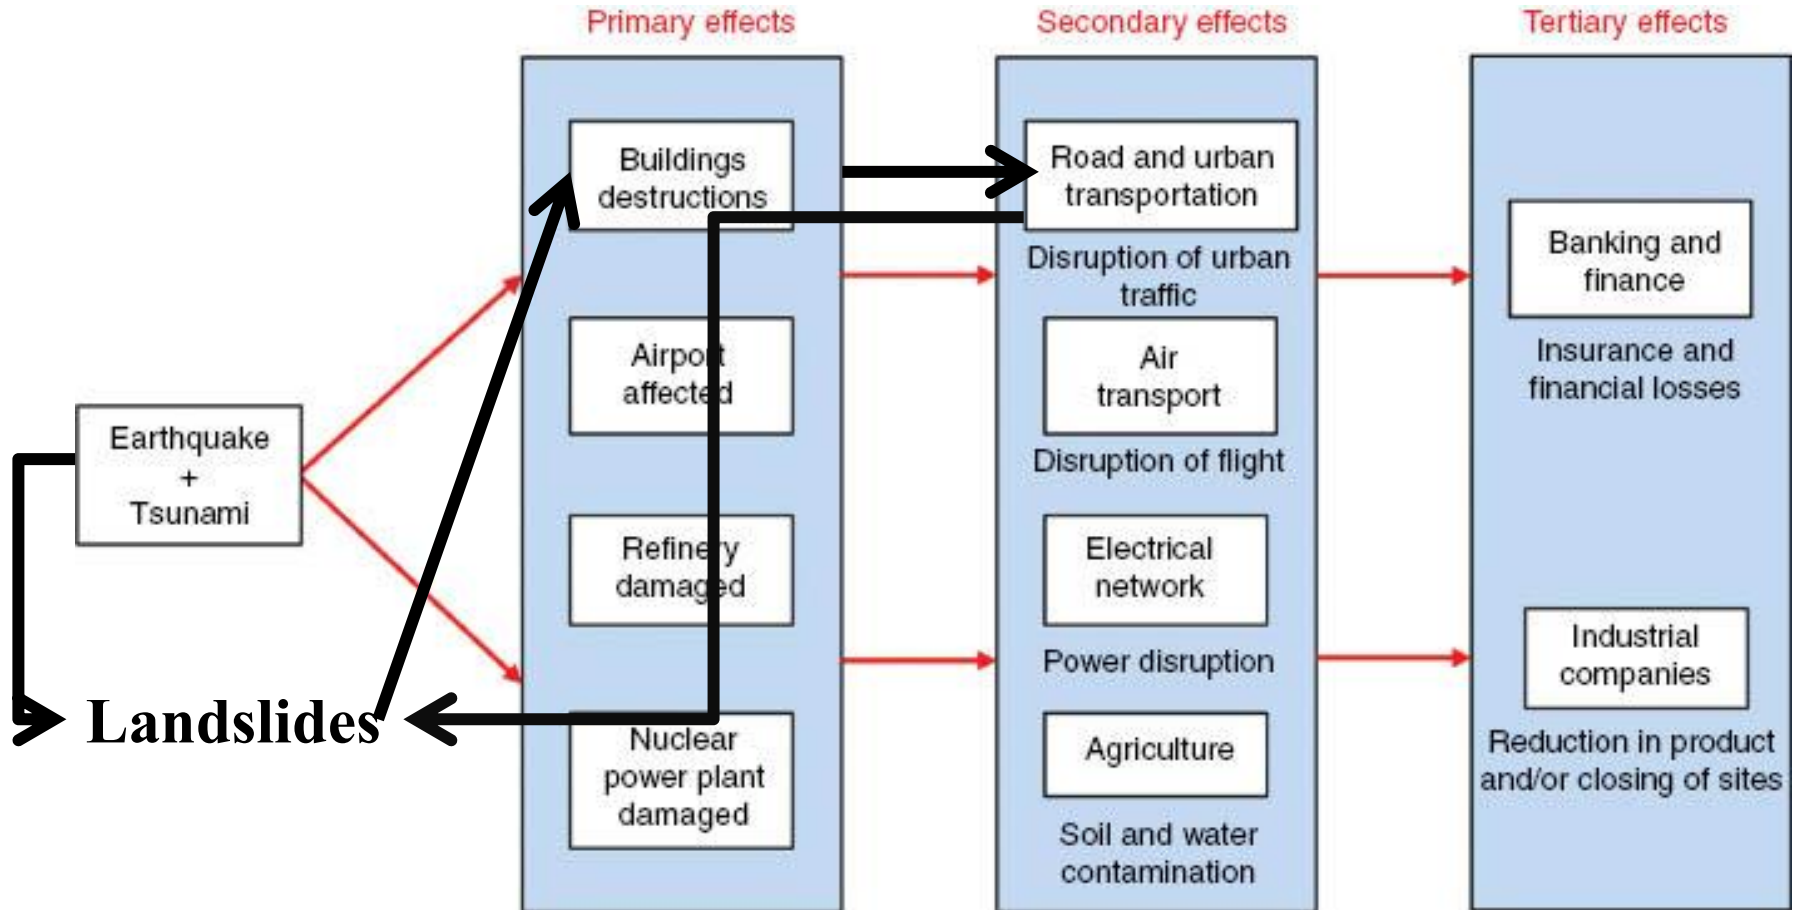 Primary effects
Secondary effects
Tertiary effects
Earthquake
+
Tsunami
Landslides
Buildings
destructions
Airport
affected
Refinery
damaged
Nuclear
power plant
damaged
Road and urban
transportation
Disruption of urban
traffic
Air
transport
Disruption of flight
Electrical
network
Power disruption
Agriculture
Soil and water
contamination
Banking and
finance
Insurance and
financial losses
Industrial
companies
Reduction in product
and/or closing of sites